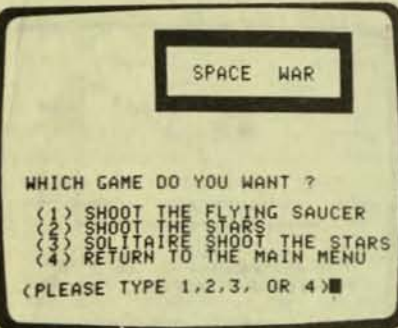 SPACE WAR
WHICH GAME DO YOU WANT ?
(1) SHOOT THE FLYING SAUCER
(2) SHOOT THE STARS
(3) SOLITAIRE SHOOT THE STARS
(4) RETURN TO THE MAIN MENU
(PLEASE TYPE 1,2,3, OR 4)